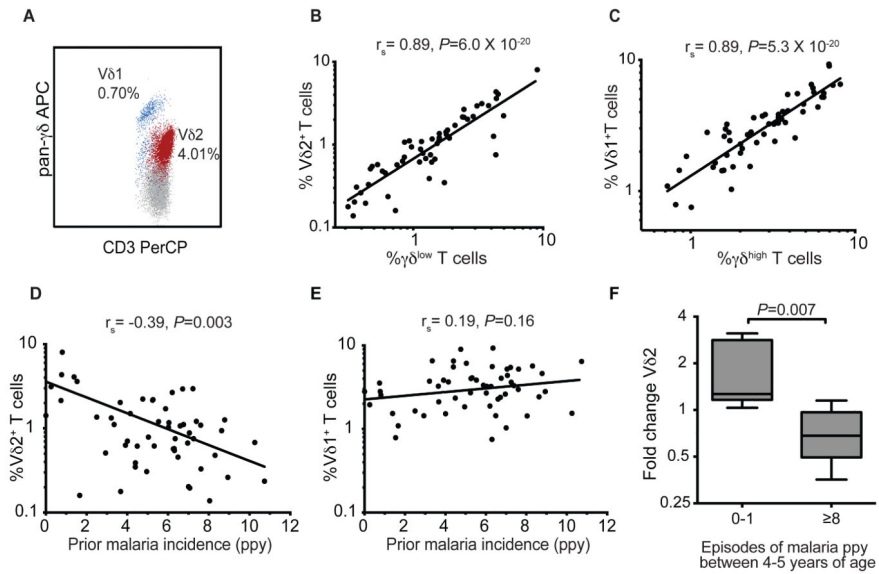 A
Vδ1
0.70%
Vδ2
4.01%
pan-γδ APC
CD3 PerCP
B
rs= 0.89, P=6.0 X 10-20
% Vδ2+ T cells
10
1
0.1
1
10
%γδlow T cells
C
rs= 0.89, P=5.3 X 10-20
% Vδ1+T cells
10
1
1
10
%γδhigh T cells
D
rs= -0.39, P=0.003
%Vδ2+ T cells
10
1
0.1
0 2 4 6 8 10 12
Prior malaria incidence (ppy)
E
rs= 0.19, P=0.16
%Vδ1+ T cells
10
1
0.1
0 2 4 6 8 10 12
Prior malaria incidence (ppy)
F
P=0.007
Fold change Vδ2
4
2
1
0.5
0.25
0-1 ≥8
Episodes of malaria ppy
between 4-5 years of age